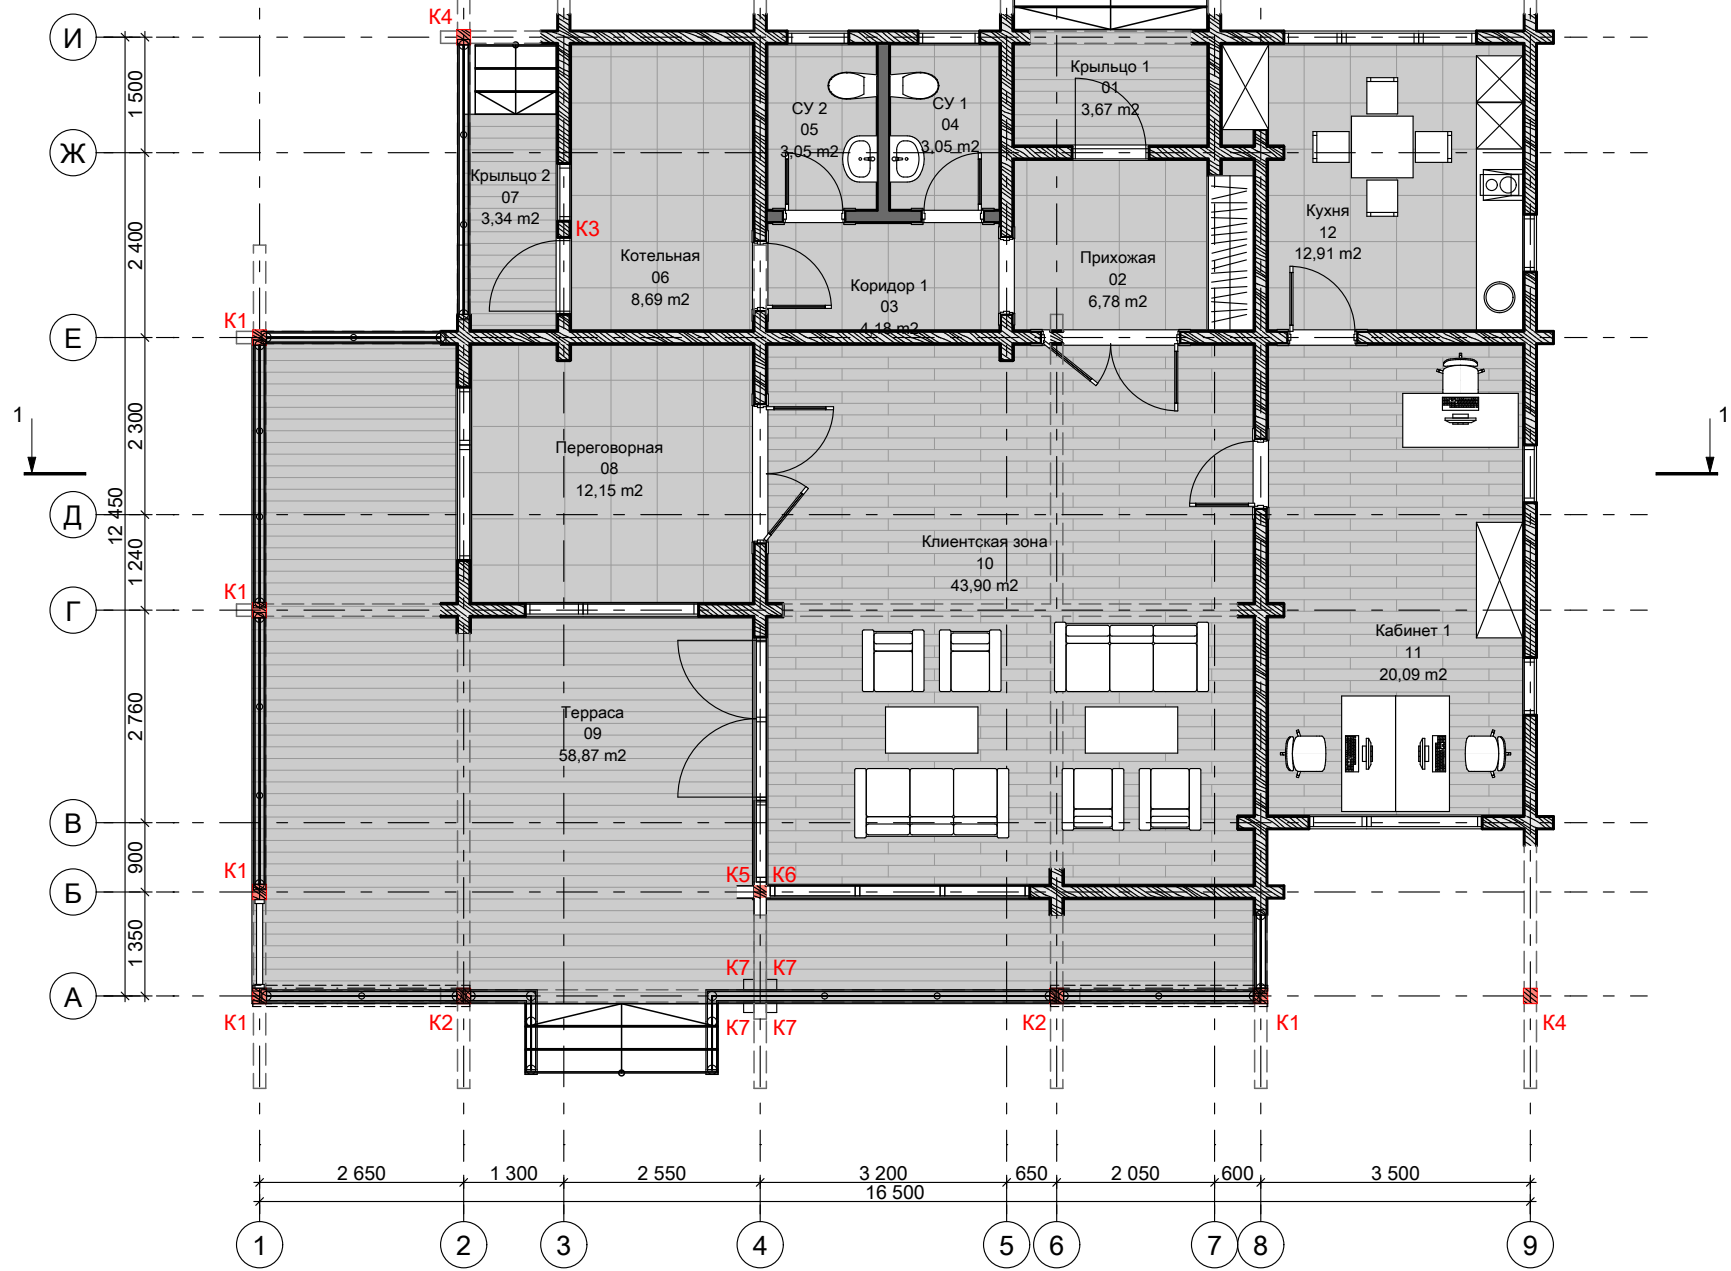 К4
И
Крыльцо 1
01
3,67 m2
СУ 2
05
3,05 m2
СУ 1
04
3,05 m2
1 500
Ж
Крыльцо 2
07
3,34 m2
К3
Кухня
12
12,91 m2
2 400
Котельная
06
8,69 m2
Прихожая
02
6,78 m2
Коридор 1
03
4,18 m2
К1
Е
1
1
2 300
Переговорная
08
12,15 m2
12 450
Д
1 240
Клиентская зона
10
43,90 m2
К1
Г
Кабинет 1
11
20,09 m2
2 760
Терраса
09
58,87 m2
В
900
К1
К5
К6
Б
1 350
К7
К7
А
К1
К2
К7
К7
К2
К1
К4
2 650
1 300
2 550
3 200
650
2 050
600
3 500
16 500
1
2
3
4
5
6
7
8
9